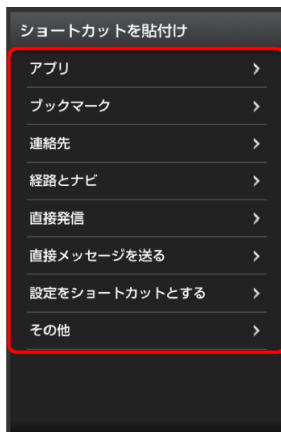 ショートカットを貼付け
アプリ
ブックマーク
連絡先
経路とナビ
直接発信
直接メッセージを送る
設定をショートカットとする
その他